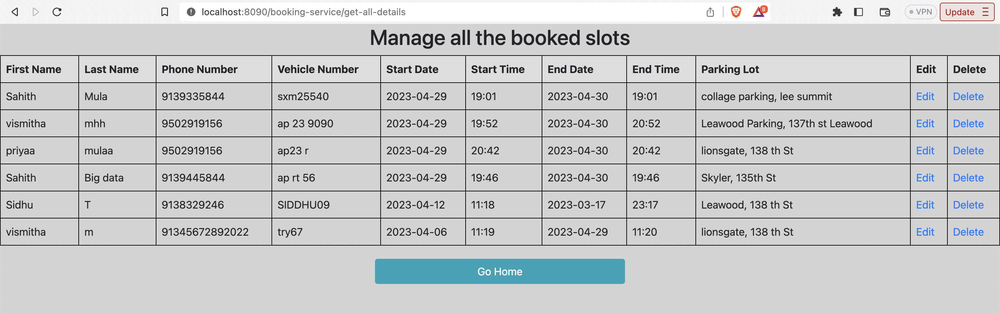 localhost:8090/booking-service/get-all-details
8
VPN
Update
Manage all the booked slots
First Name Last Name Phone Number Vehicle Number Start Date Start Time End Date End Time Parking Lot Edit Delete
Sahith Mula 9139335844 sxm25540 2023-04-29 19:01 2023-04-30 19:01 collage parking, lee summit Edit Delete
vismitha mhh 9502919156 ap 23 9090 2023-04-29 19:52 2023-04-30 20:52 Leawood Parking, 137th st Leawood Edit Delete
priyaa mulaa 9502919156 ap23 r 2023-04-29 20:42 2023-04-30 20:42 lionsgate, 138 th St Edit Delete
Sahith Big data 9139445844 ap rt 56 2023-04-29 19:46 2023-04-30 19:46 Skyler, 135th St Edit Delete
Sidhu T 9138329246 SIDDHU09 2023-04-12 11:18 2023-03-17 23:17 Leawood, 138 th St Edit Delete
vismitha m 91345672892022 try67 2023-04-06 11:19 2023-04-29 11:20 lionsgate, 138 th St Edit Delete
Go Home